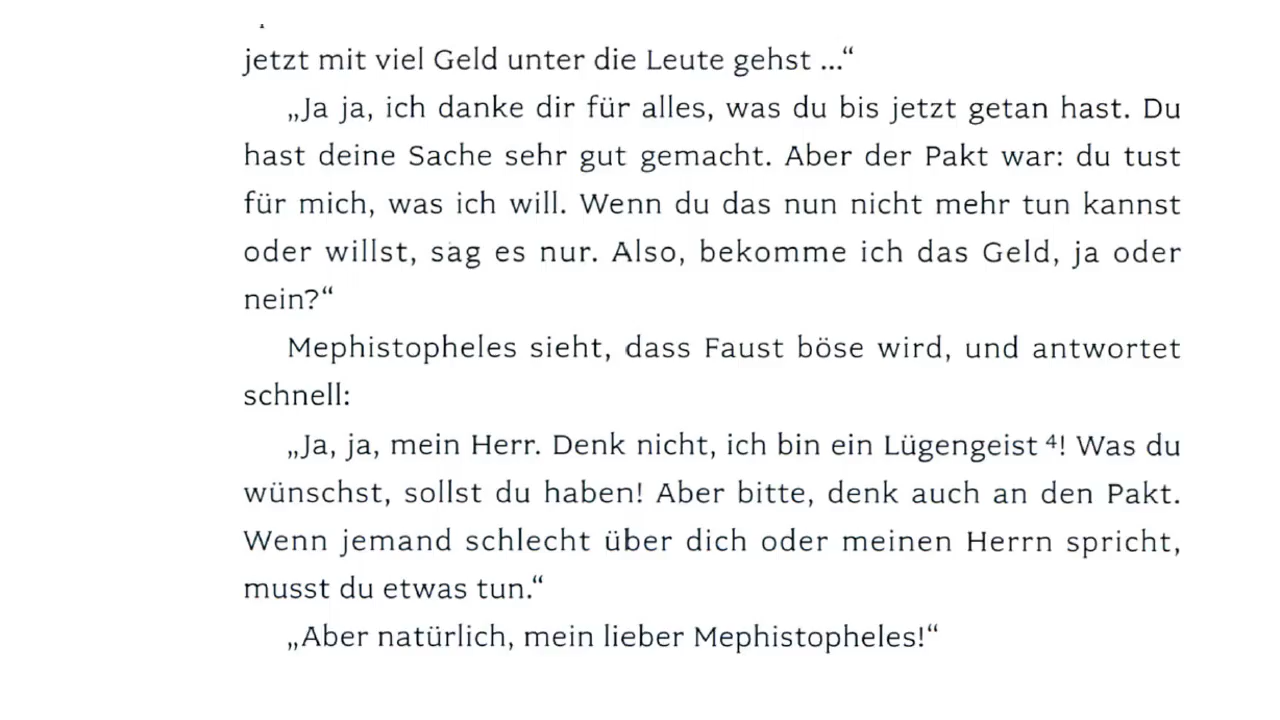 jetzt mit viel Geld unter die Leute gehst ...“
„Ja ja, ich danke dir für alles, was du bis jetzt getan hast. Du
hast deine Sache sehr gut gemacht. Aber der Pakt war: du tust
für mich, was ich will. Wenn du das nun nicht mehr tun kannst
oder willst, sag es nur. Also, bekomme ich das Geld, ja oder
nein?“
Mephistopheles sieht, dass Faust böse wird, und antwortet
schnell:
„Ja, ja, mein Herr. Denk nicht, ich bin ein Lügengeist ⁴! Was du
wünschst, sollst du haben! Aber bitte, denk auch an den Pakt.
Wenn jemand schlecht über dich oder meinen Herrn spricht,
musst du etwas tun.“
„Aber natürlich, mein lieber Mephistopheles!“